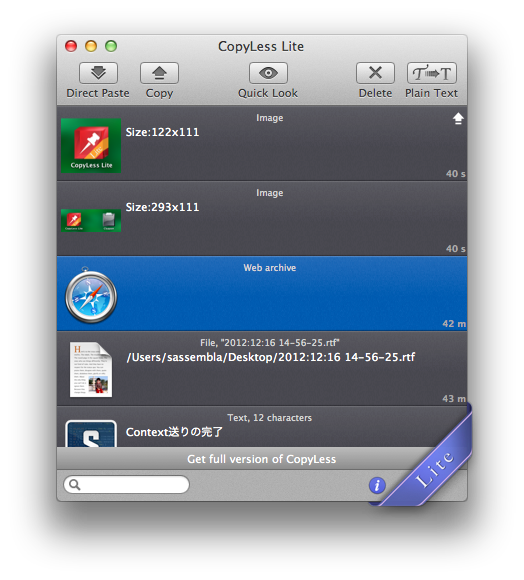 CopyLess Lite
Direct Paste
Copy
Quick Look
Delete
T T
Plain Text
Image
CopyLess Lite
Size:122x111
40 s
Image
Size:293x111
40 s
Web archive
42 m
File, "2012:12:16 14-56-25.rtf"
/Users/sassembla/Desktop/2012:12:16 14-56-25.rtf
43 m
Text, 12 characters
S
Context送りの完了
Get full version of CopyLess
i
Lite